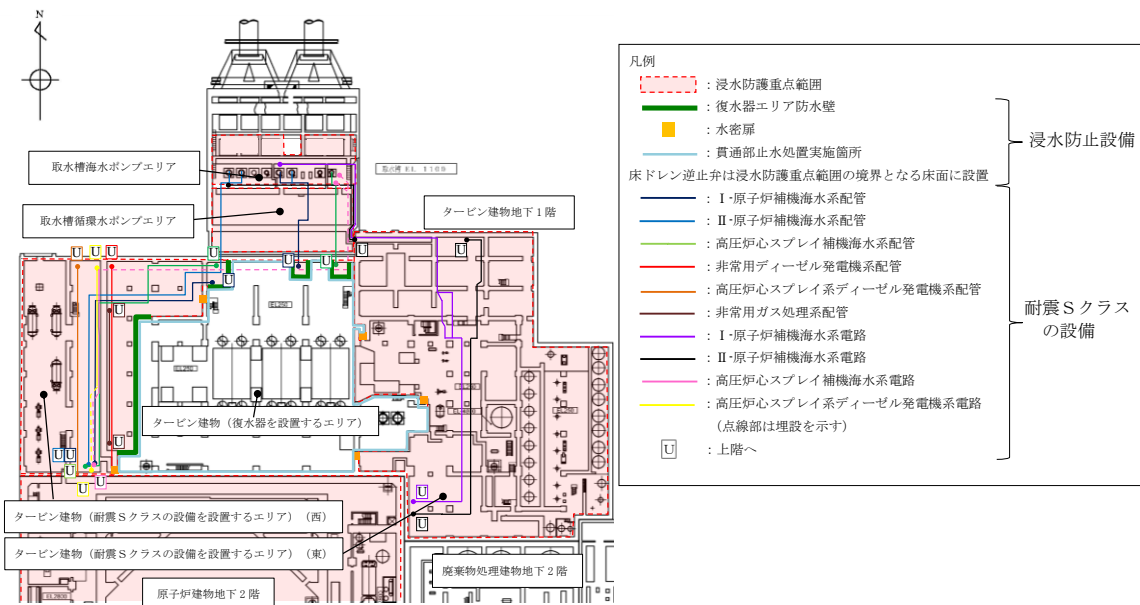 N
取水槽海水ポンプエリア
取水槽循環水ポンプエリア
タービン建物地下1階
U
U
U
U
U
U
U
U
U
U
EL250
EL250
タービン建物（復水器を設置するエリア）
U
U
U
U
U
U
U
U
U
タービン建物（耐震Sクラスの設備を設置するエリア）（西）
タービン建物（耐震Sクラスの設備を設置するエリア）（東）
原子炉建物地下2階
廃棄物処理建物地下2階
凡例
：浸水防護重点範囲
：復水器エリア防水壁
：水密扉
：貫通部止水処置実施箇所
浸水防止設備
床ドレン逆止弁は浸水防護重点範囲の境界となる床面に設置
：Ⅰ-原子炉補機海水系配管
：Ⅱ-原子炉補機海水系配管
：高圧炉心スプレイ補機海水系配管
：非常用ディーゼル発電機系配管
：高圧炉心スプレイ系ディーゼル発電機系配管
：非常用ガス処理系配管
：Ⅰ-原子炉補機海水系電路
：Ⅱ-原子炉補機海水系電路
：高圧炉心スプレイ補機海水系電路
：高圧炉心スプレイ系ディーゼル発電機系電路
（点線部は埋設を示す）
U ：上階へ
耐震Sクラス
の設備